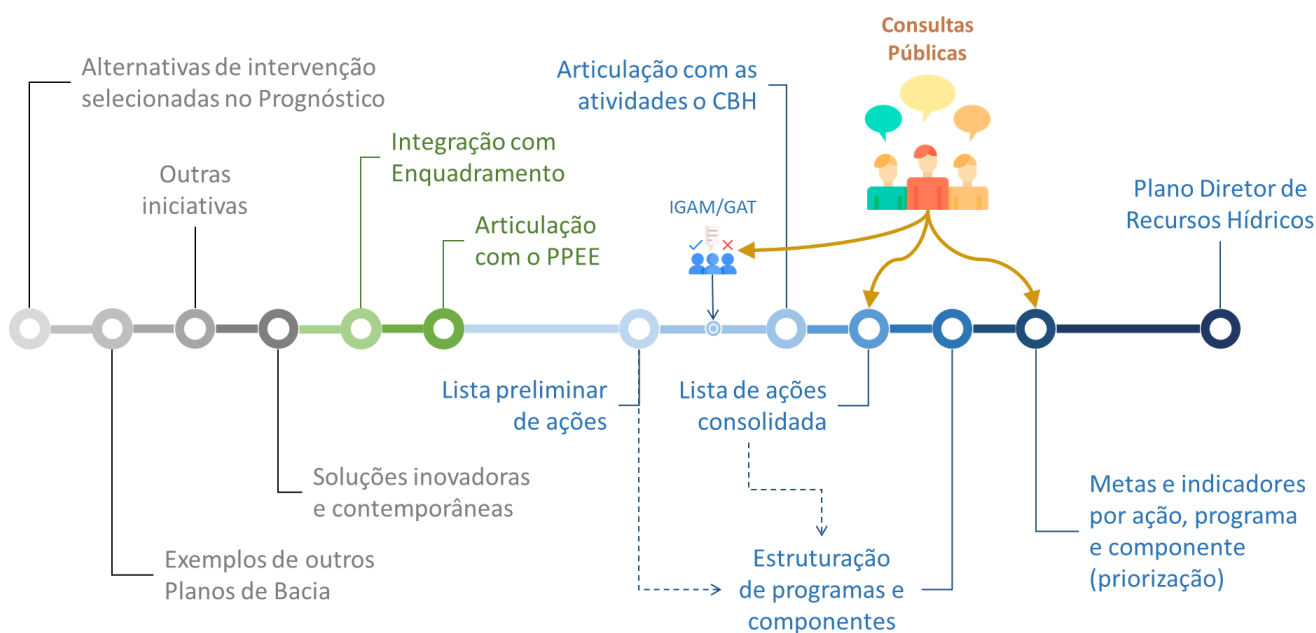 Consultas
Públicas
Alternativas de intervenção
selecionadas no Prognóstico
Articulação com as
atividades o CBH
Integração com
Enquadramento
Outras
iniciativas
IGAM/GAT
Plano Diretor de
Recursos Hídricos
Articulação
com o PPEE
Lista preliminar
de ações
Lista de ações
consolidada
Soluções inovadoras
e contemporâneas
Metas e indicadores
por ação, programa
e componente
(priorização)
Exemplos de outros
Planos de Bacia
Estruturação
de programas e
componentes